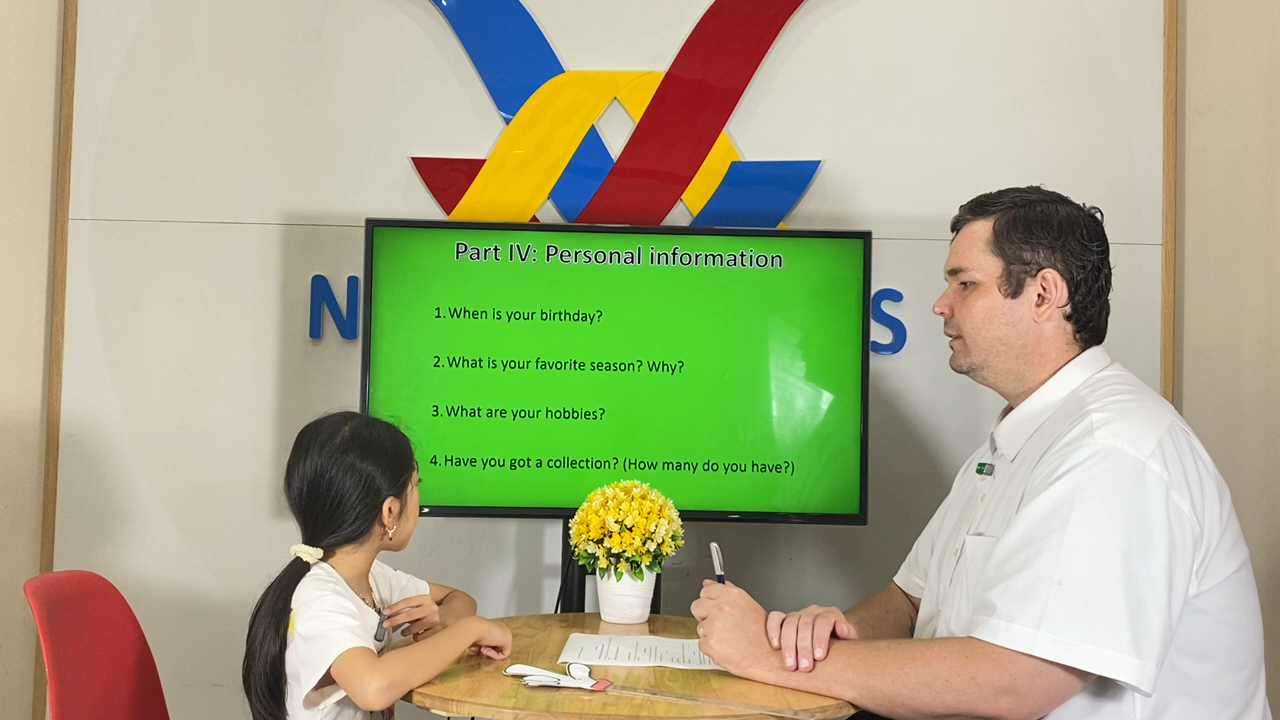 Part IV: Personal information
1. When is your birthday?
2. What is your favorite season? Why?
3. What are your hobbies?
4. Have you got a collection? (How many do you have?)
N
S